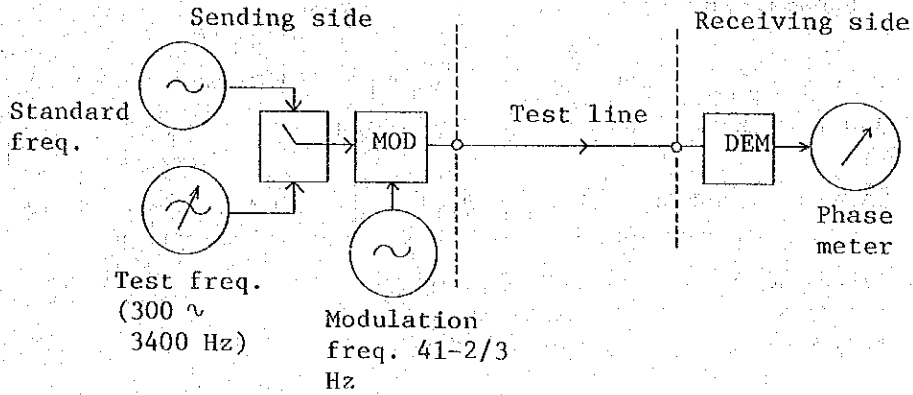 Sending side
Receiving side
Standard
freq.
Test line
MOD
DEM
Phase
meter
Test freq.
(300 ∿
3400 Hz)
Modulation
freq. 41-2/3
Hz